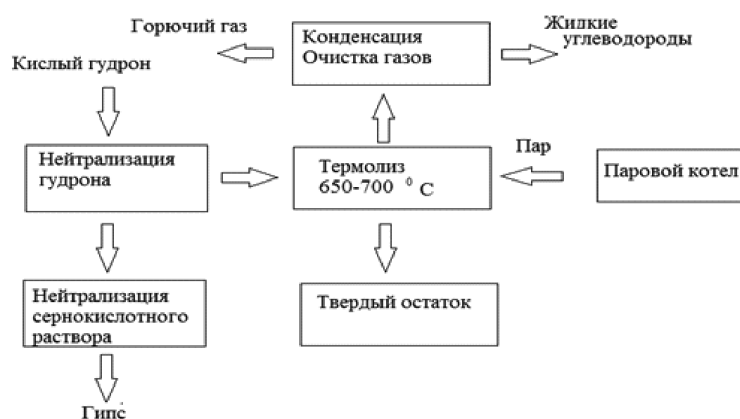 Горючий газ
Кислый гудрон
Конденсация
Очистка газов
Жидкие
углеводороды
Нейтрализация
гудрона
Термолиз
650-700 ⁰ С
Пар
Паровой котел
Нейтрализация
сернокислотного
раствора
Твердый остаток
Гипс